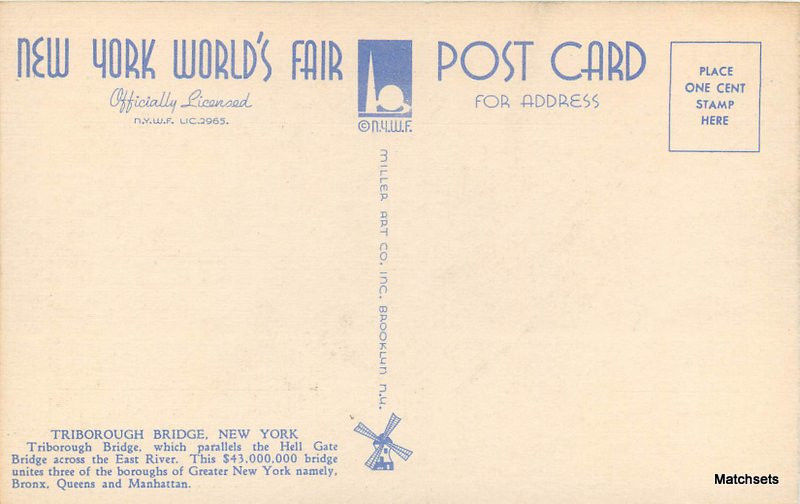 NEW YORK WORLD'S FAIR
Officially Licensed
N.Y.W.F. LIC.2965.
©N.Y.W.F.
POST CARD
FOR ADDRESS
PLACE
ONE CENT
STAMP
HERE
MILLER ART CO. INC. BROOKLYN N.Y.
TRIBOROUGH BRIDGE, NEW YORK
Triborough Bridge, which parallels the Hell Gate
Bridge across the East River. This $43,000,000 bridge
unites three of the boroughs of Greater New York namely,
Bronx, Queens and Manhattan.
Matchsets